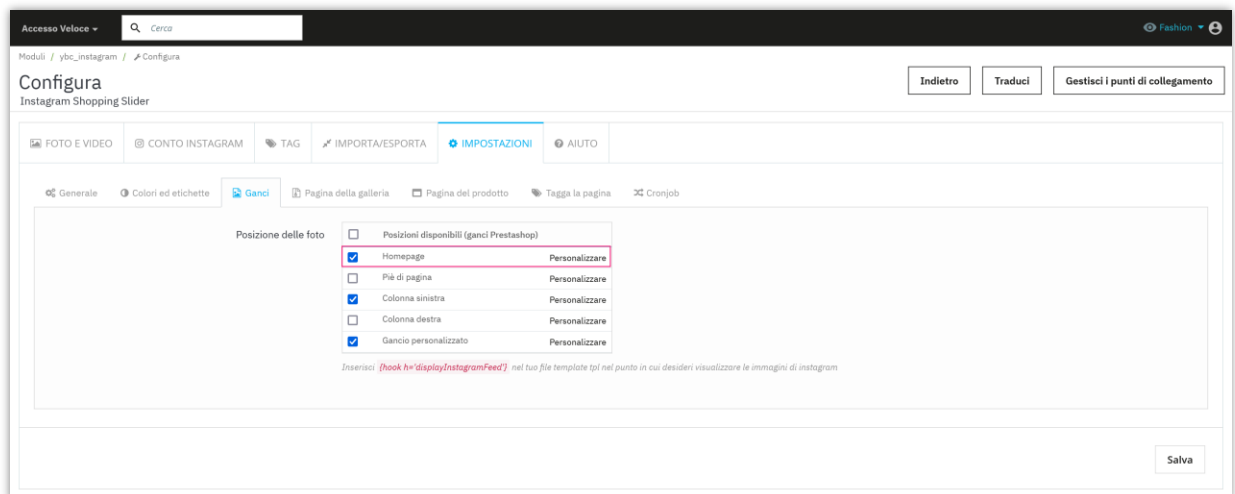 Accesso Veloce
Cerca
Fashion
Moduli / ybc_instagram / Configura
Configura
Instagram Shopping Slider
Indietro
Traduci
Gestisci i punti di collegamento
FOTO E VIDEO
CONTO INSTAGRAM
TAG
IMPORTA/ESPORTA
IMPOSTAZIONI
AIUTO
Generale
Colori ed etichette
Ganci
Pagina della galleria
Pagina del prodotto
Tagga la pagina
Cronjob
Posizione delle foto
Posizioni disponibili (ganci Prestashop)
Homepage Personalizzare
Piè di pagina Personalizzare
Colonna sinistra Personalizzare
Colonna destra Personalizzare
Gancio personalizzato Personalizzare
Inserisci {hook h='displayInstagramFeed'} nel tuo file template tpl nel punto in cui desideri visualizzare le immagini di instagram
Salva